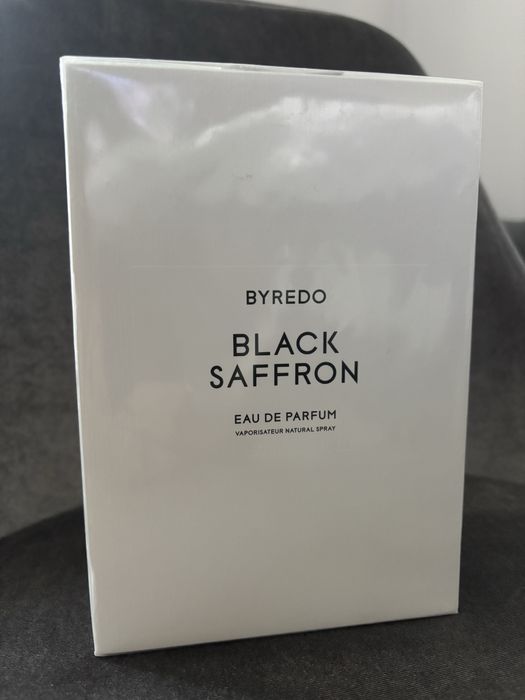 BYREDO
BLACK
SAFFRON
EAU DE PARFUM
VAPORISATEUR NATURAL SPRAY